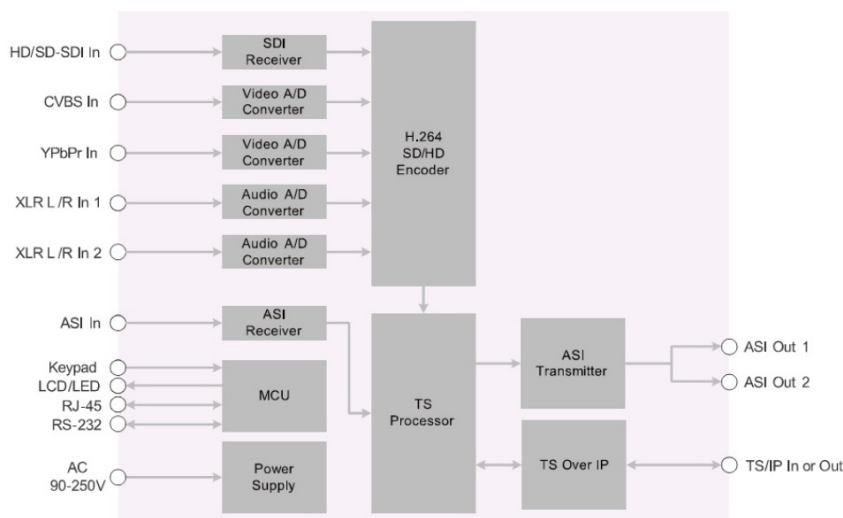 HD/SD-SDI In
SDI
Receiver
CVBS In
Video A/D
Converter
YPbPr In
Video A/D
Converter
XLR L /R In 1
Audio A/D
Converter
XLR L /R In 2
Audio A/D
Converter
H.264
SD/HD
Encoder
ASI In
ASI
Receiver
Keypad
LCD/LED
RJ-45
RS-232
MCU
AC
90-250V
Power
Supply
TS
Processor
ASI
Transmitter
ASI Out 1
ASI Out 2
TS Over IP
TS/IP In or Out